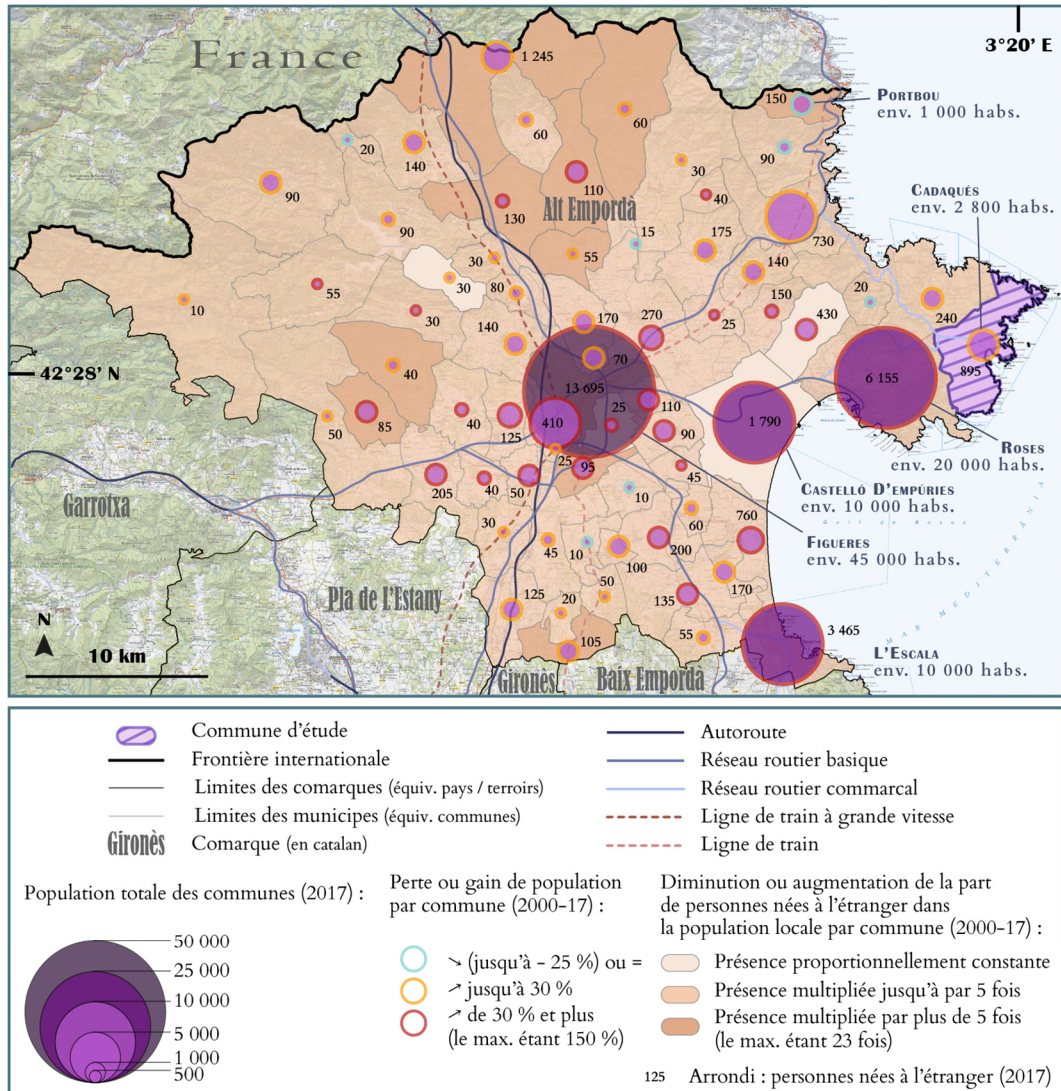 France
3°20' E
1 245
150
PORTBOU
env. 1 000 habs.
60
60
20
140
90
30
CADAQUÉS
env. 2 800 habs.
90
110
40
130
Alt Empordà
90
15
175
730
55
30
140
30
80
20
10
55
150
240
30
170
270
25
430
140
42°28' N
70
895
40
13 695
6 155
25
110
1 790
50
85
40
125
410
90
ROSES
env. 20 000 habs.
25
95
45
CASTELLÓ D'EMPÚRIES
env. 10 000 habs.
Garrotxa
205
40
50
10
60
760
FIGUERES
env. 45 000 habs.
30
45
10
100
200
MAR MEDITERRANIA
Pla de L'Estany
50
170
N
125
20
135
3 465
10 km
105
55
L'ESCALA
env. 10 000 habs.
Gironès
Baix Empordà
Commune d'étude
Frontière internationale
Limites des comarques (équiv. pays / terroirs)
Limites des municipes (équiv. communes)
Gironès Comarque (en catalan)
Autoroute
Réseau routier basique
Réseau routier commarcal
Ligne de train à grande vitesse
Ligne de train
Population totale des communes (2017) :
50 000
25 000
10 000
5 000
1 000
500
Perte ou gain de population
par commune (2000-17) :
↘ (jusqu'à - 25 %) ou =
↗ jusqu'à 30 %
↗ de 30 % et plus
(le max. étant 150 %)
Diminution ou augmentation de la part
de personnes nées à l'étranger dans
la population locale par commune (2000-17) :
Présence proportionnellement constante
Présence multipliée jusqu'à par 5 fois
Présence multipliée par plus de 5 fois
(le max. étant 23 fois)
125 Arrondi : personnes nées à l'étranger (2017)